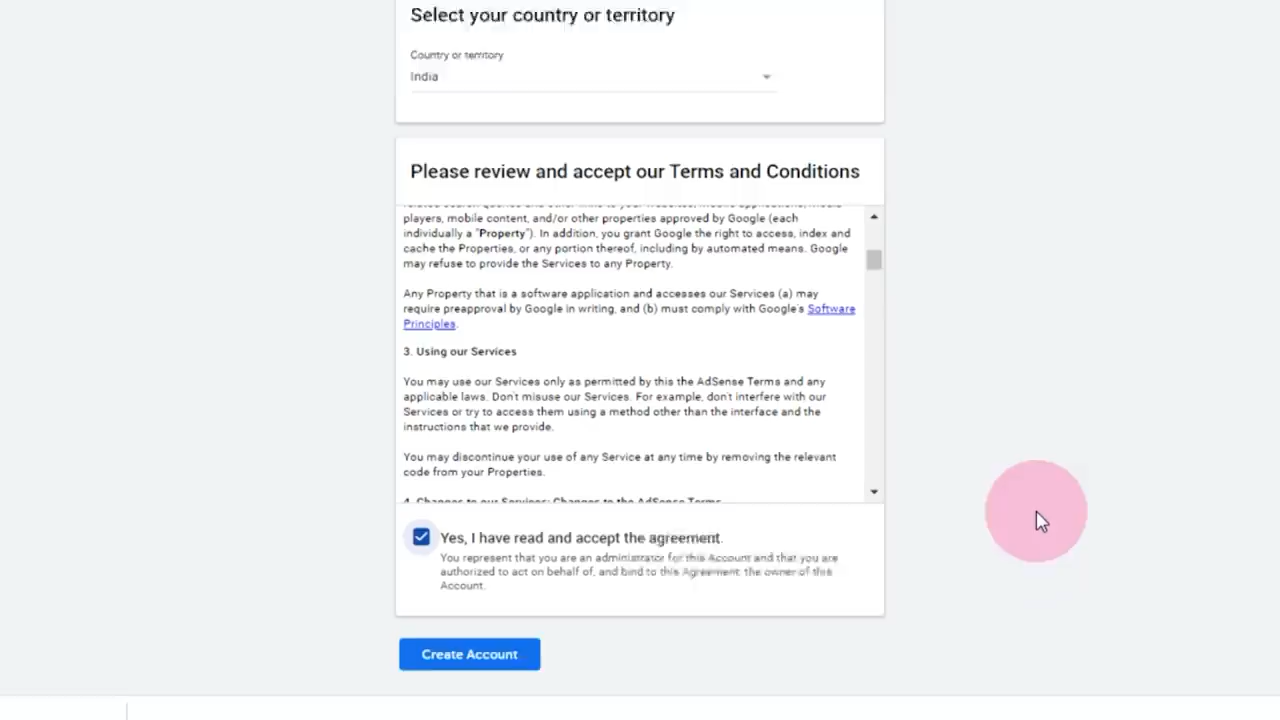 Select your country or territory
Country or territory
India
Please review and accept our Terms and Conditions
players, mobile content, and/or other properties approved by Google (each
individually a "Property"). In addition, you grant Google the right to access, index and
cache the Properties, or any portion thereof, including by automated means. Google
may refuse to provide the Services to any Property.
Any Property that is a software application and accesses our Services (a) may
require preapproval by Google in writing, and (b) must comply with Google's Software
Principles.
3. Using our Services
You may use our Services only as permitted by this the AdSense Terms and any
applicable laws. Don't misuse our Services. For example, don't interfere with our
Services or try to access them using a method other than the interface and the
instructions that we provide.
You may discontinue your use of any Service at any time by removing the relevant
code from your Properties.
4. Changes to our Services; Changes to the AdSense Terms
Yes, I have read and accept the agreement.
You represent that you are an administrator for this Account and that you are
authorized to act on behalf of, and bind to this Agreement, the owner of this
Account.
Create Account